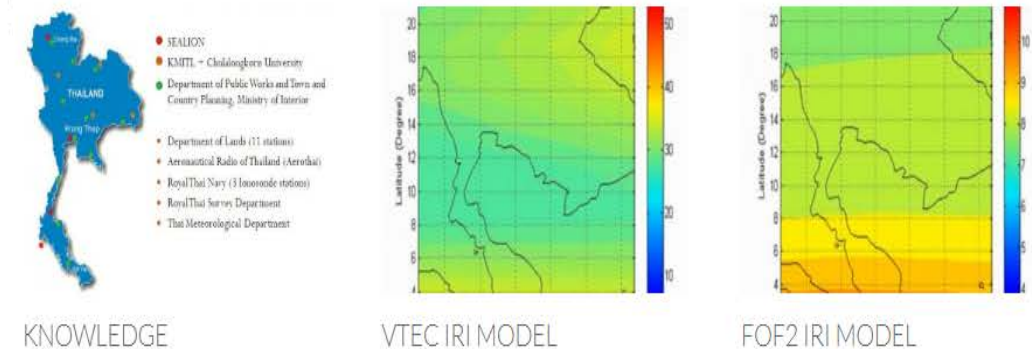 SEALION
KMITL - Chulalongkorn University
Department of Public Works and Town and
Country Planning, Ministry of Interior
Department of Lands (11 stations)
Aeronautical Radio of Thailand (Aerothai)
Royal Thai Navy (3 Ionosonde stations)
Royal Thai Survey Department
Thai Meteorological Department
THAILAND
Krung Thep
KNOWLEDGE
Latitude (Degree)
20
18
16
14
12
10
8
6
4
50
40
30
20
10
VTEC IRI MODEL
Latitude (Degree)
20
18
16
14
12
10
8
6
4
10
9
8
7
6
5
4
FOF2 IRI MODEL